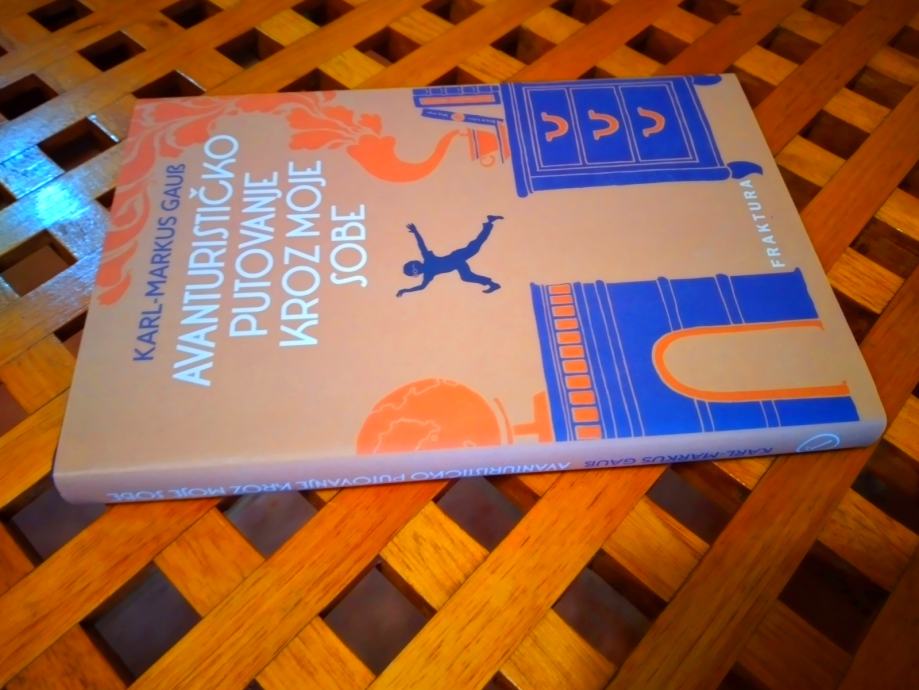 KARL-MARKUS GAUß
AVANTURISTIČKO
PUTOVANJE
KROZ MOJE
SOBE
FRAKTURA
KARL-MARKUS GAUß
AVANTURISTIČKO PUTOVANJE KROZ MOJE SOBE